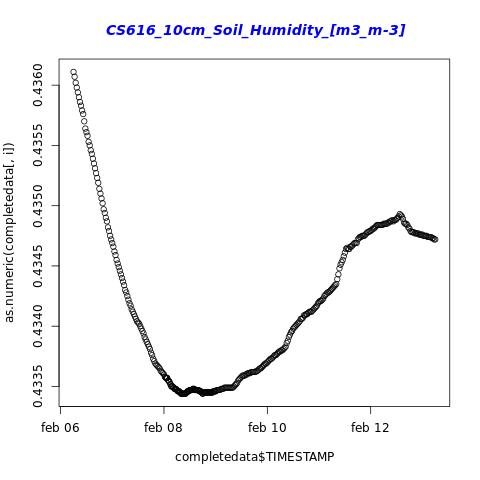 CS616_10cm_Soil_Humidity_[m3_m-3]
as.numeric(completedata[, i])
0.4360
0.4355
0.4350
0.4345
0.4340
0.4335
feb 06 feb 08 feb 10 feb 12
completedata$TIMESTAMP